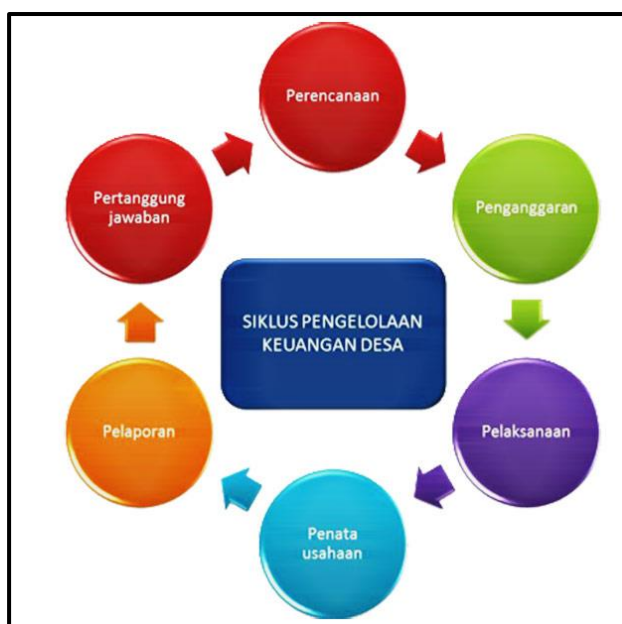 Perencanaan
Penganggaran
Pelaksanaan
Penata
usahaan
Pelaporan
Pertanggung
jawaban
SIKLUS PENGELOLAAN
KEUANGAN DESA